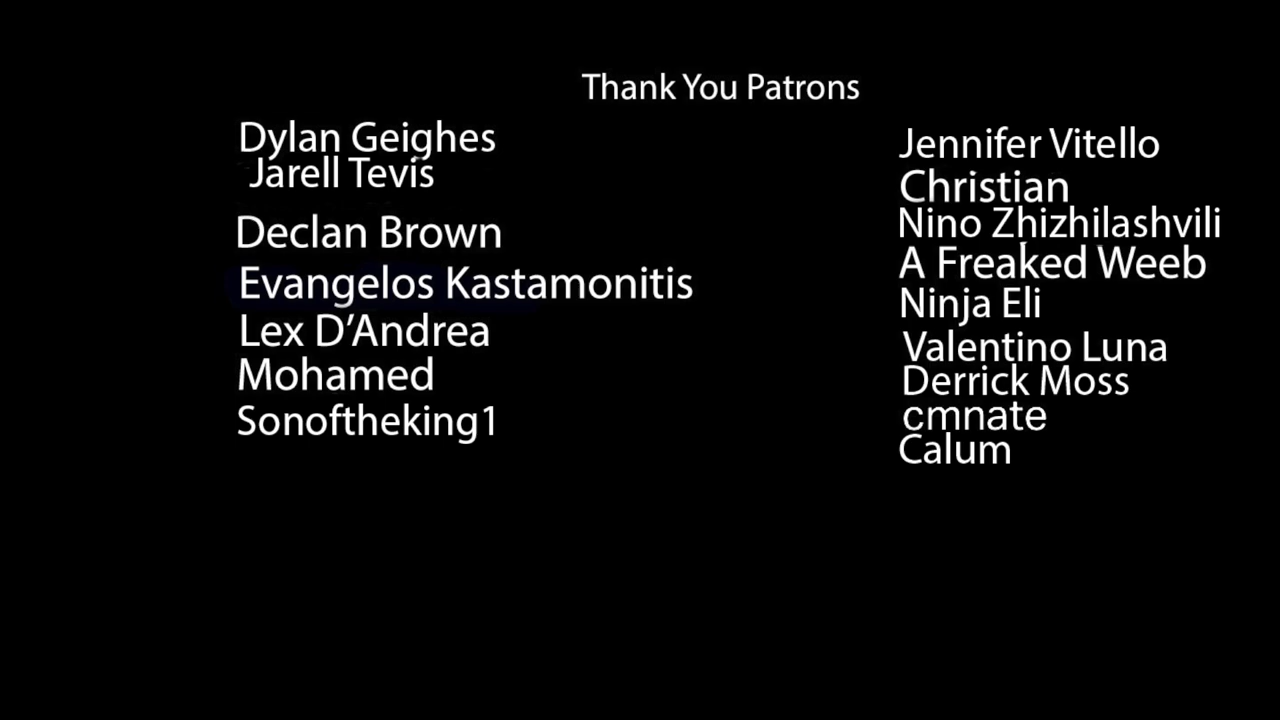 Thank You Patrons
Dylan Geighes
Jarell Tevis
Declan Brown
Evangelos Kastamonitis
Lex D’Andrea
Mohamed
Sonoftheking1
Jennifer Vitello
Christian
Nino Zhizhilashvili
A Freaked Weeb
Ninja Eli
Valentino Luna
Derrick Moss
cmnate
Calum